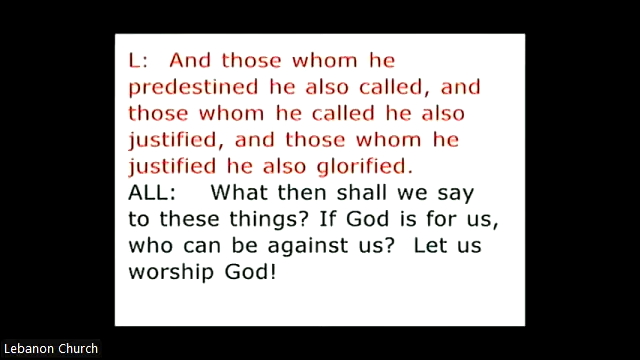 L:  And those whom he
predestined he also called, and
those whom he called he also
justified, and those whom he
justified he also glorified.
ALL:   What then shall we say
to these things? If God is for us,
who can be against us?  Let us
worship God!
Lebanon Church